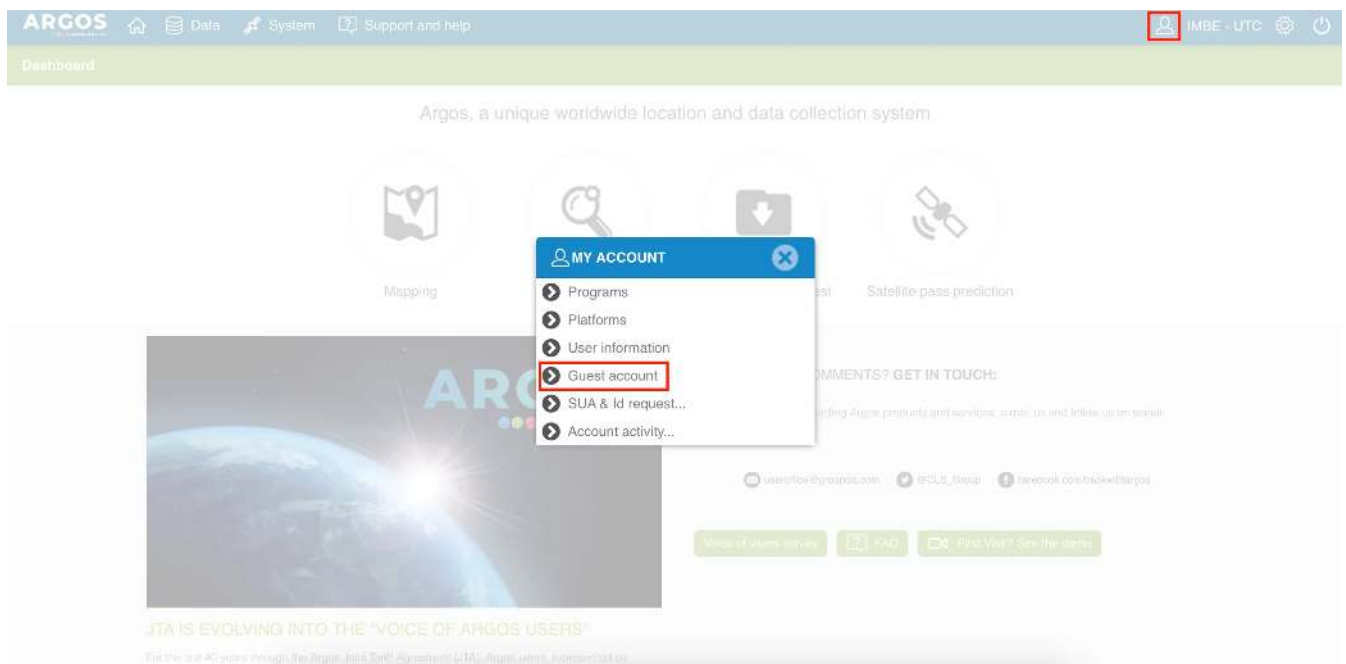 ARGOS Data System Support and help IMBE - UTC
Dashboard
Argos, a unique worldwide location and data collection system
Mapping
Satellite pass prediction
MY ACCOUNT
Programs
Platforms
User information
Guest account
SUA & Id request...
Account activity...
GET IN TOUCH:
@CLS_Group
Voice of users survey FAQ First Visit? See the demo
JTA IS EVOLVING INTO THE "VOICE OF ARGOS USERS"